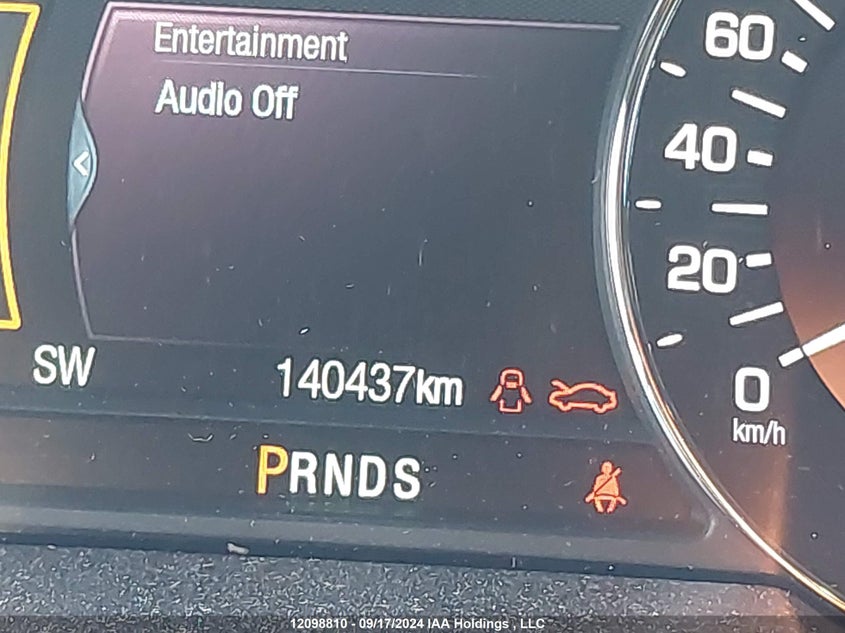 Entertainment
Audio Off
60
40
20
0
km/h
SW
140437km
PRNDS
12098810 - 09/17/2024 IAA Holdings , LLC